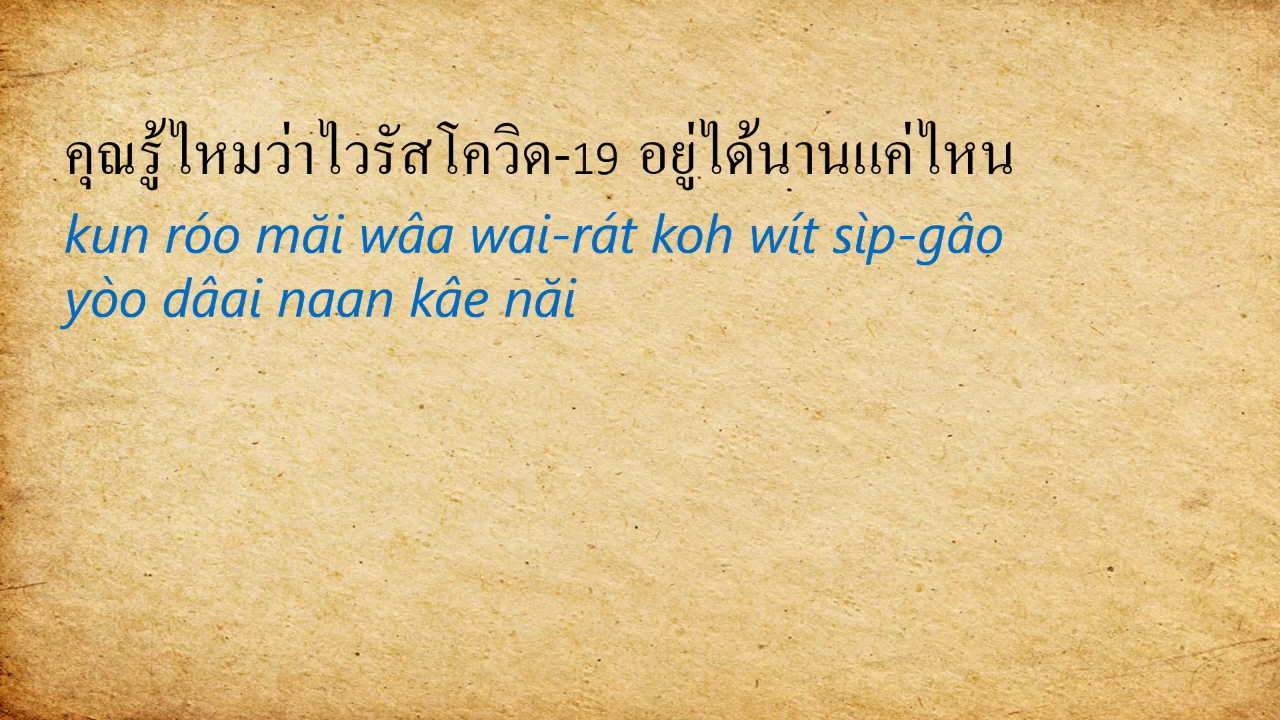 คุณรู้ไหมว่าไวรัสโควิด-19 อยู่ได้นานแค่ไหน
kun róo măi wâa wai-rát koh wít sìp-gâo
yòo dâai naan kâe năi